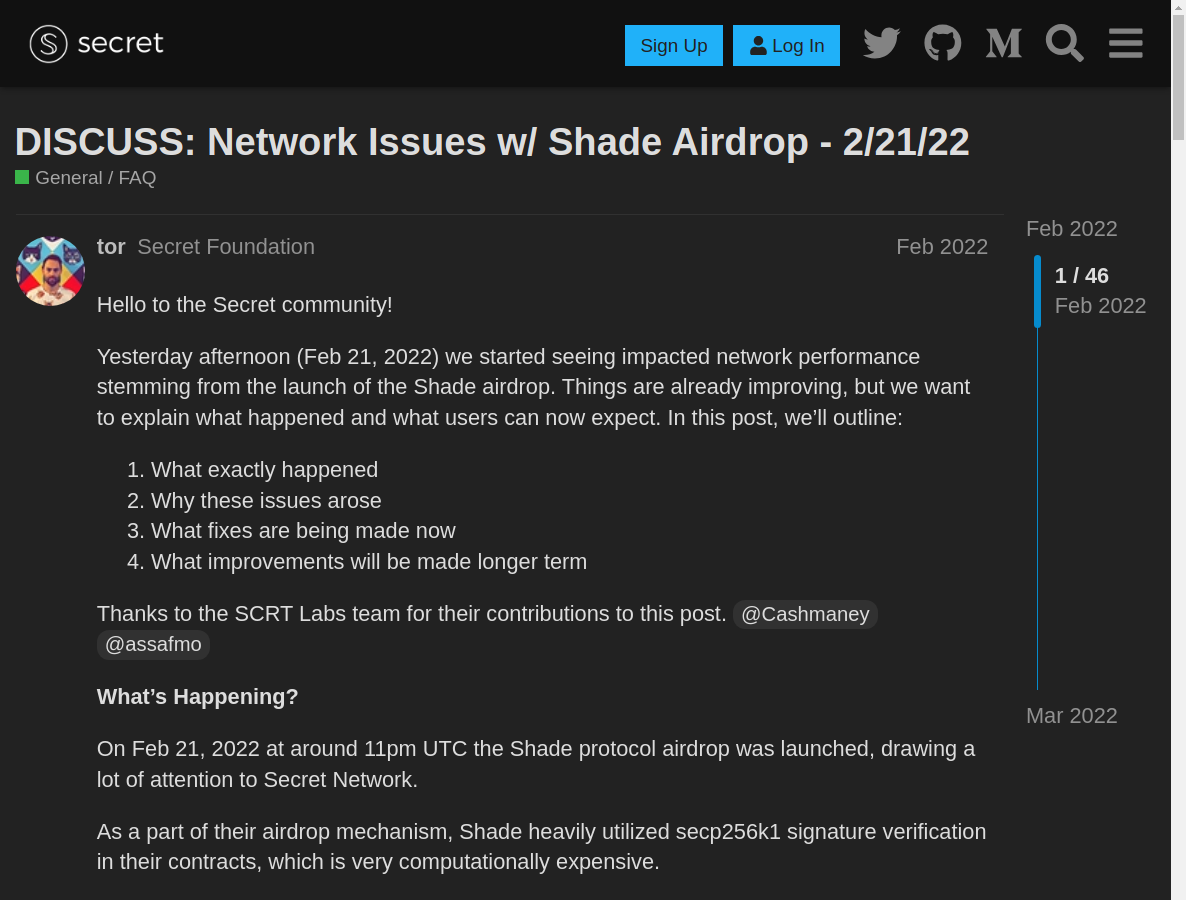 secret
Sign Up
Log In
DISCUSS: Network Issues w/ Shade Airdrop - 2/21/22
General / FAQ
tor Secret Foundation
Feb 2022
Hello to the Secret community!
Yesterday afternoon (Feb 21, 2022) we started seeing impacted network performance
stemming from the launch of the Shade airdrop. Things are already improving, but we want
to explain what happened and what users can now expect. In this post, we’ll outline:
1. What exactly happened
2. Why these issues arose
3. What fixes are being made now
4. What improvements will be made longer term
Thanks to the SCRT Labs team for their contributions to this post. @Cashmaney
@assafmo
What’s Happening?
On Feb 21, 2022 at around 11pm UTC the Shade protocol airdrop was launched, drawing a
lot of attention to Secret Network.
As a part of their airdrop mechanism, Shade heavily utilized secp256k1 signature verification
in their contracts, which is very computationally expensive.
Feb 2022
1 / 46
Feb 2022
Mar 2022